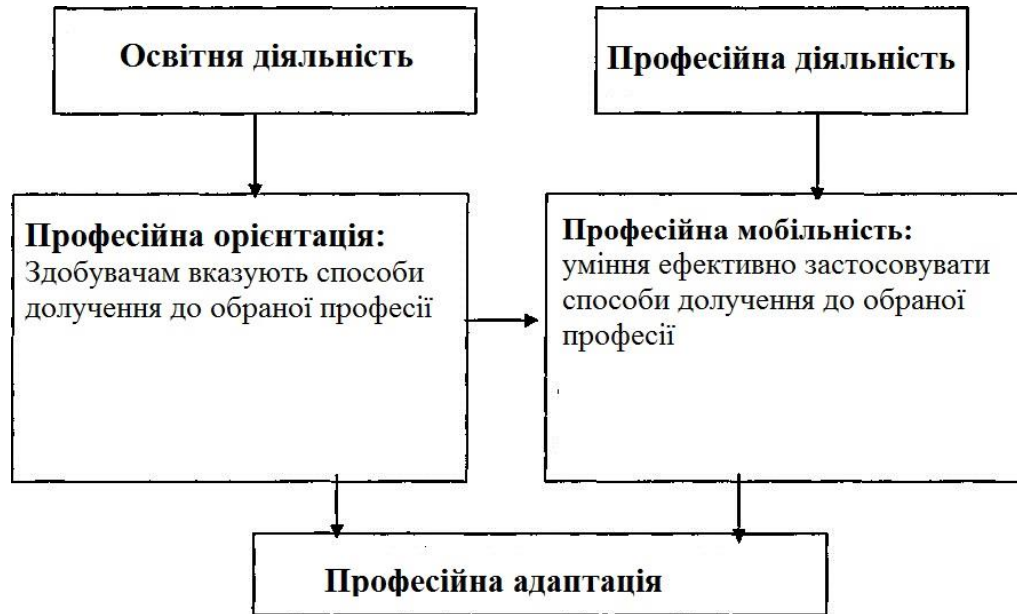 Освітня діяльність
Професійна діяльність
Професійна орієнтація:
Здобувачам вказують способи
долучення до обраної професії
Професійна мобільність:
уміння ефективно застосовувати
способи долучення до обраної
професії
Професійна адаптація